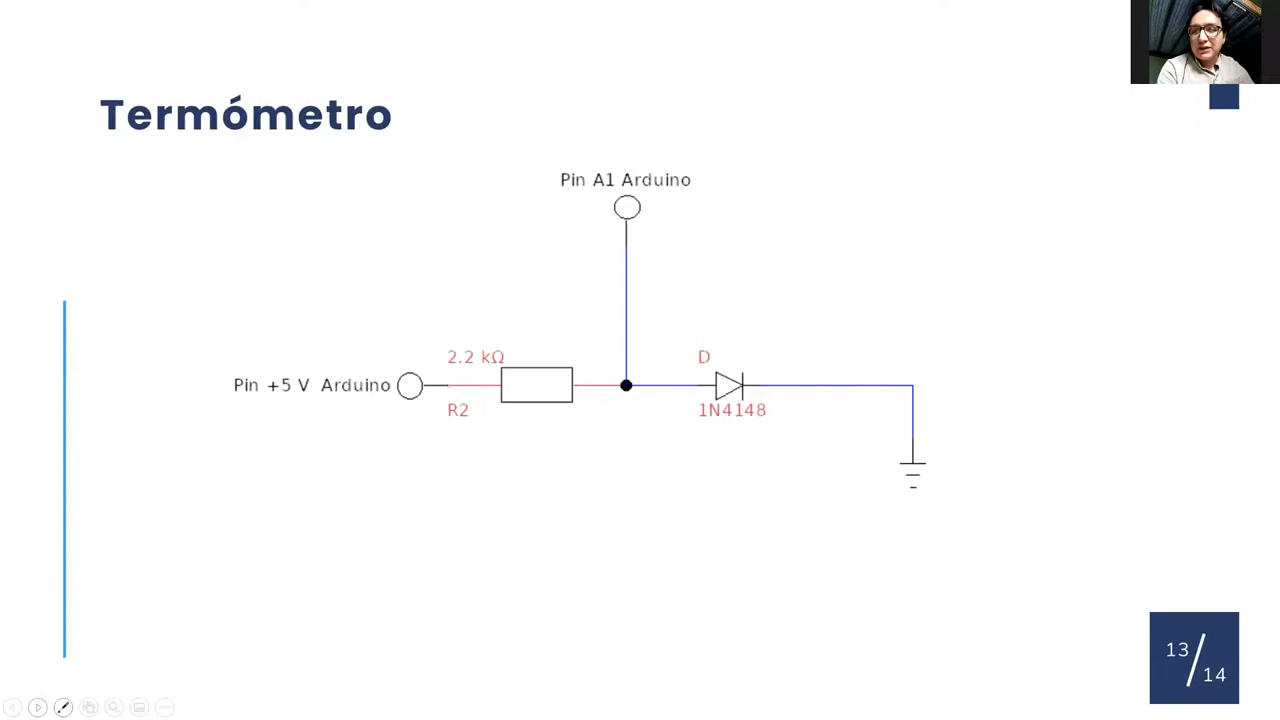 Termómetro
Pin A1 Arduino
2.2 kΩ
D
Pin +5 V Arduino
R2
1N4148
13/14